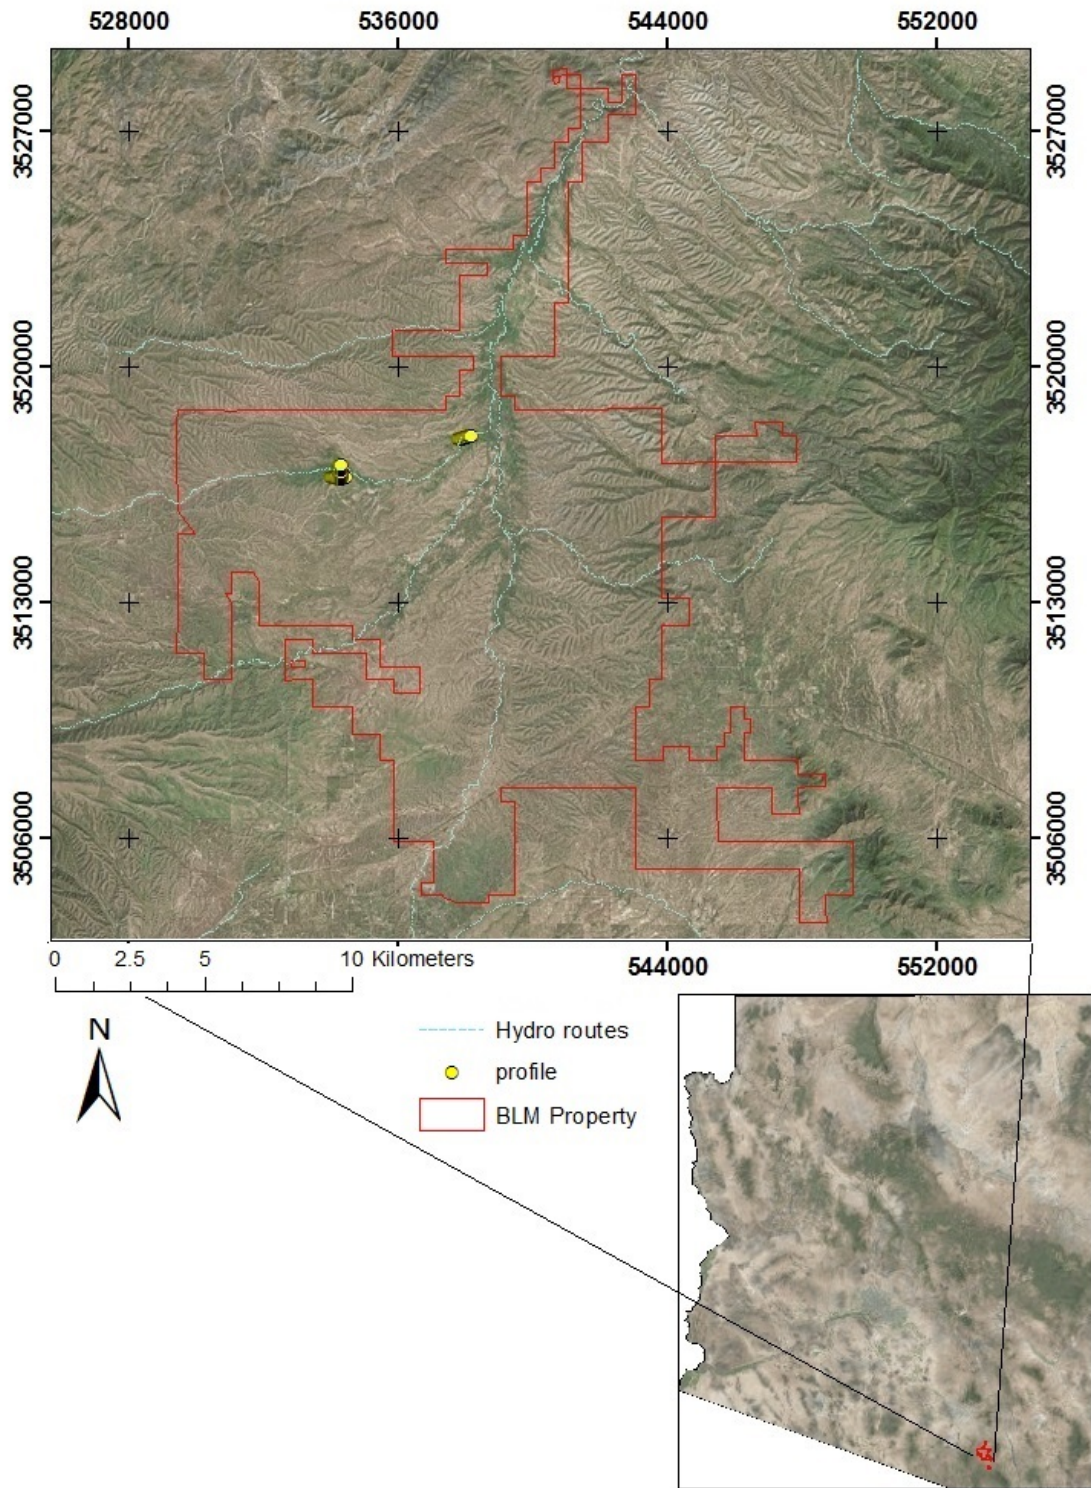 528000 536000 544000 552000
3527000 3527000
3520000 3520000
3513000 3513000
3506000 3506000
0 2.5 5 10 Kilometers
544000 552000
N
Hydro routes
profile
BLM Property